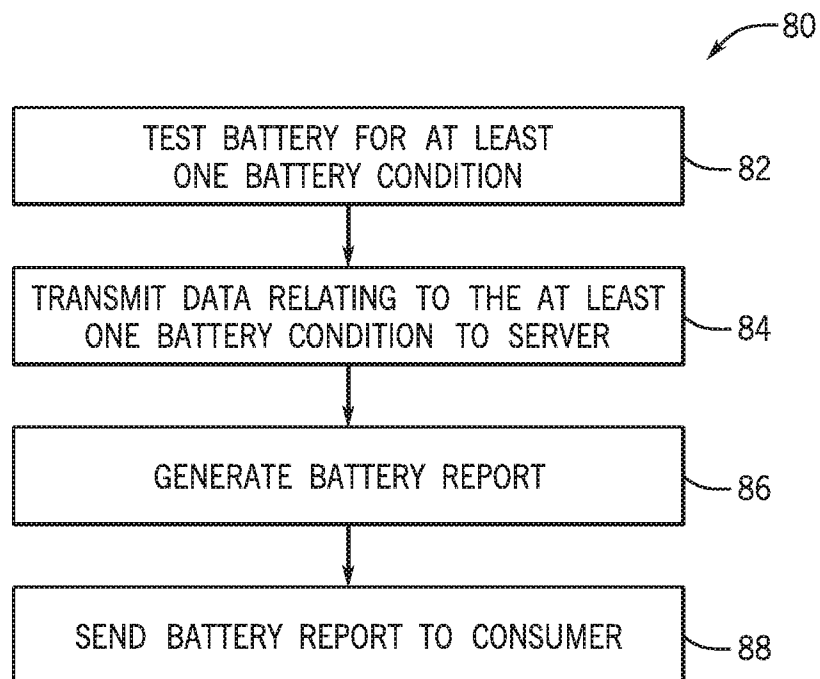 80
TEST BATTERY FOR AT LEAST
ONE BATTERY CONDITION
82
TRANSMIT DATA RELATING TO THE AT LEAST
ONE BATTERY CONDITION TO SERVER
84
GENERATE BATTERY REPORT
86
SEND BATTERY REPORT TO CONSUMER
88